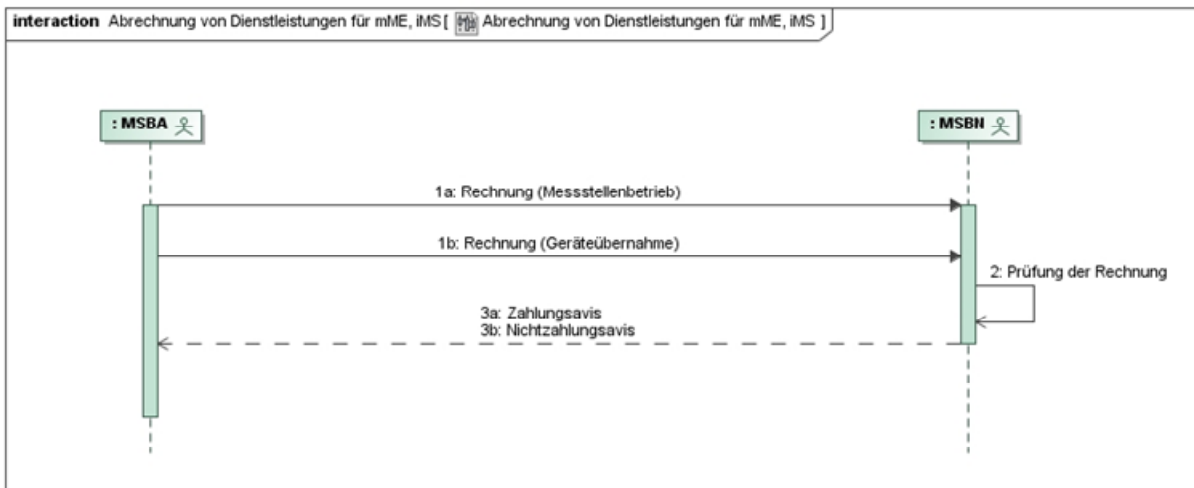 interaction Abrechnung von Dienstleistungen für mME, iMS [ Abrechnung von Dienstleistungen für mME, iMS ]
: MSBA
: MSBN
1a: Rechnung (Messstellenbetrieb)
1b: Rechnung (Geräteübernahme)
2: Prüfung der Rechnung
3a: Zahlungsavis
3b: Nichtzahlungsavis